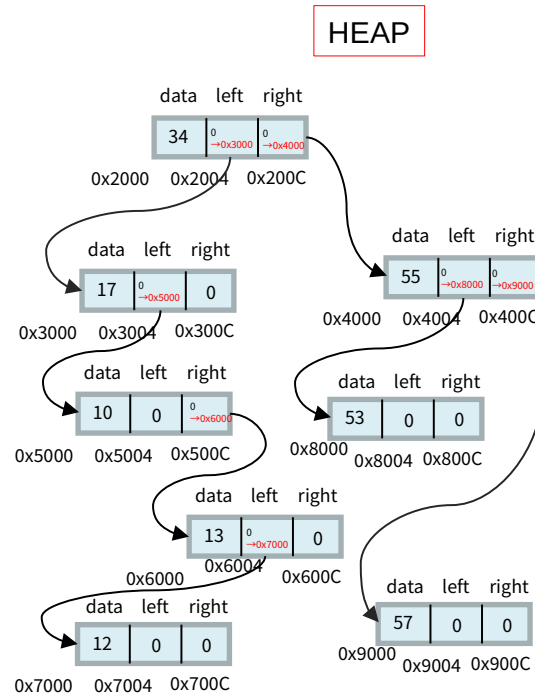 HEAP
data left right
34 0 →0x3000 0 →0x4000
0x2000 0x2004 0x200C
data left right
17 0 →0x5000 0
0x3000 0x3004 0x300C
data left right
55 0 →0x8000 0 →0x9000
0x4000 0x4004 0x400C
data left right
10 0 0 →0x6000
0x5000 0x5004 0x500C
data left right
53 0 0
0x8000 0x8004 0x800C
data left right
13 0 →0x7000 0
0x6000 0x6004 0x600C
data left right
12 0 0
0x7000 0x7004 0x700C
data left right
57 0 0
0x9000 0x9004 0x900C